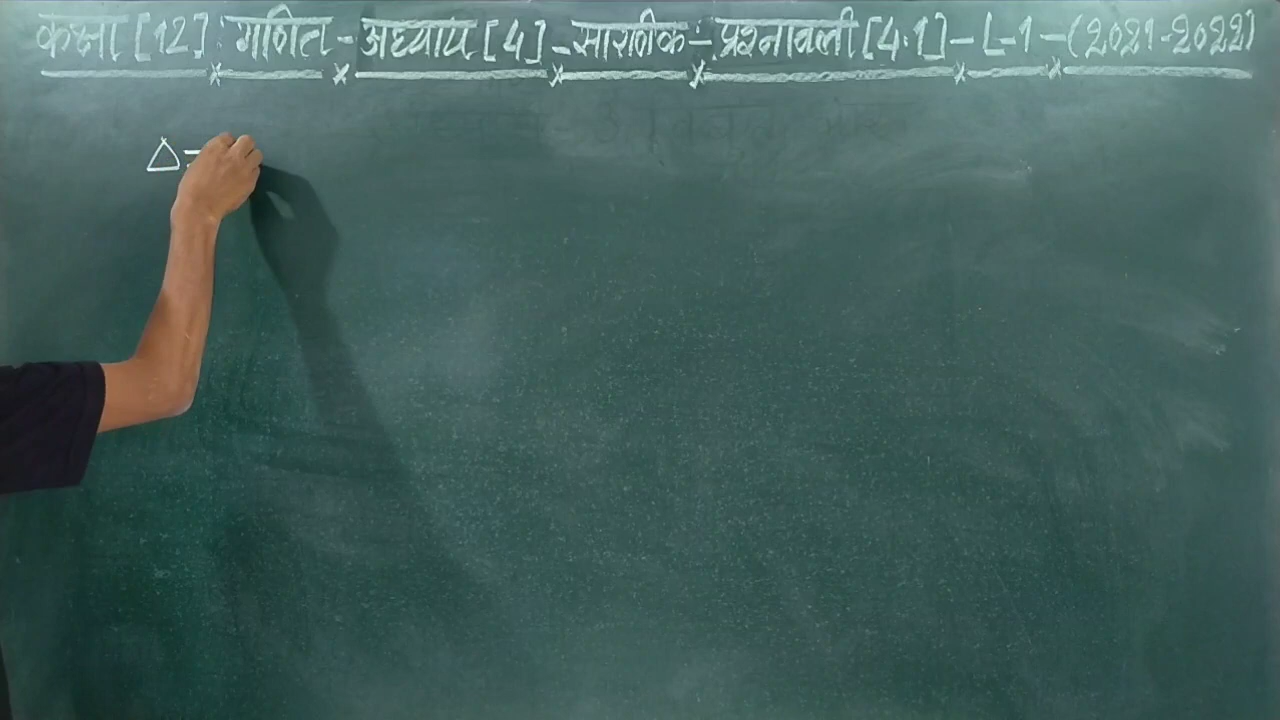 कक्षा [12] गणित - अध्याय [4] - सारणीक - प्रश्नावली [4.1] - L-1 - (2021-2022)
Δ=